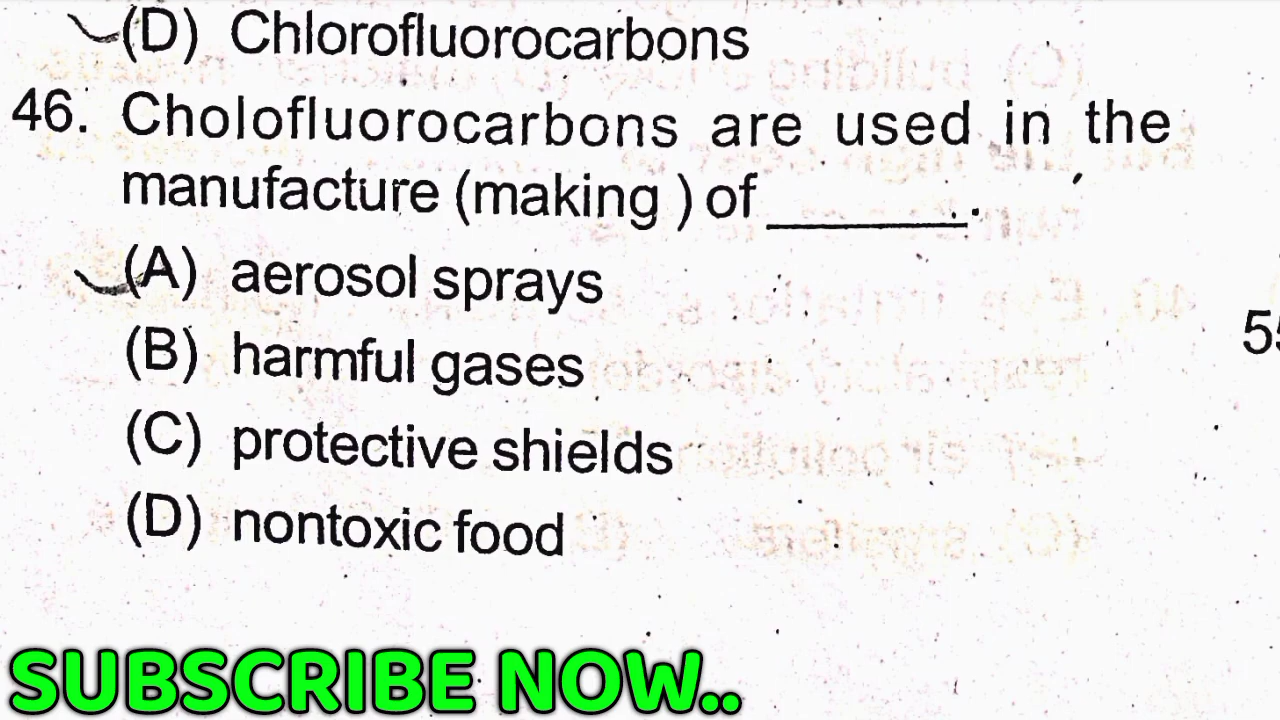 (D) Chlorofluorocarbons
46. Cholofluorocarbons are used in the
manufacture (making ) of ________.
(A) aerosol sprays
(B) harmful gases
55
(C) protective shields
(D) nontoxic food
SUBSCRIBE NOW..